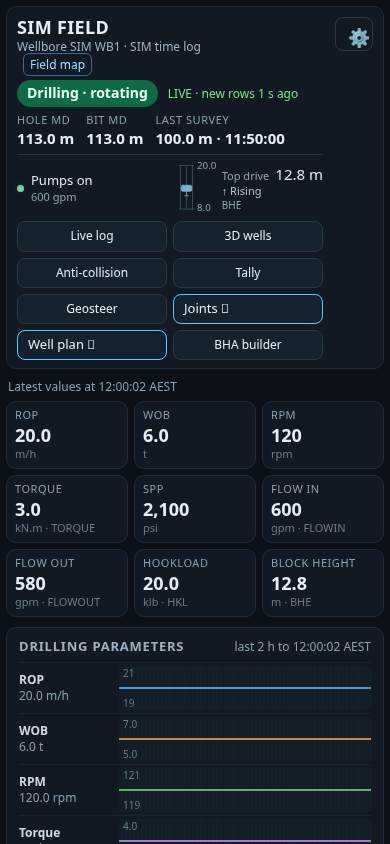 SIM FIELD
Wellbore SIM WB1 · SIM time log
Field map
Drilling · rotating
LIVE · new rows 1 s ago
HOLE MD BIT MD LAST SURVEY
113.0 m 113.0 m 100.0 m · 11:50:00
Pumps on
600 gpm
20.0
8.0
Top drive 12.8 m
↑ Rising
BHE
Live log
3D wells
Anti-collision
Tally
Geosteer
Joints
Well plan
BHA builder
Latest values at 12:00:02 AEST
ROP
20.0
m/h
WOB
6.0
t
RPM
120
rpm
TORQUE
3.0
kN.m · TORQUE
SPP
2,100
psi
FLOW IN
600
gpm · FLOWIN
FLOW OUT
580
gpm · FLOWOUT
HOOKLOAD
20.0
klb · HKL
BLOCK HEIGHT
12.8
m · BHE
DRILLING PARAMETERS
last 2 h to 12:00:02 AEST
ROP
20.0 m/h
21
19
WOB
6.0 t
7.0
5.0
RPM
120.0 rpm
121
119
Torque
4.0